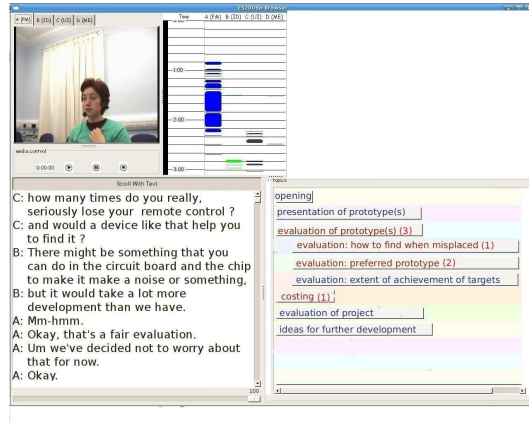 ES2008b Browser
A (PM) B (ID) C (UI) D (ME)
Time A (PM) B (ID) C (UI) D (ME)
1:00
2:00
3:00
media control
0:00:00
Scroll With Text
Topics
C: how many times do you really,
seriously lose your remote control ?
C: and would a device like that help you
to find it ?
B: There might be something that you
can do in the circuit board and the chip
to make it make a noise or something,
B: but it would take a lot more
development than we have.
A: Mm-hmm.
A: Okay, that's a fair evaluation.
A: Um we've decided not to worry about
that for now.
A: Okay.
100
opening
presentation of prototype(s)
evaluation of prototype(s) (3)
evaluation: how to find when misplaced (1)
evaluation: preferred prototype (2)
evaluation: extent of achievement of targets
costing (1)
evaluation of project
ideas for further development